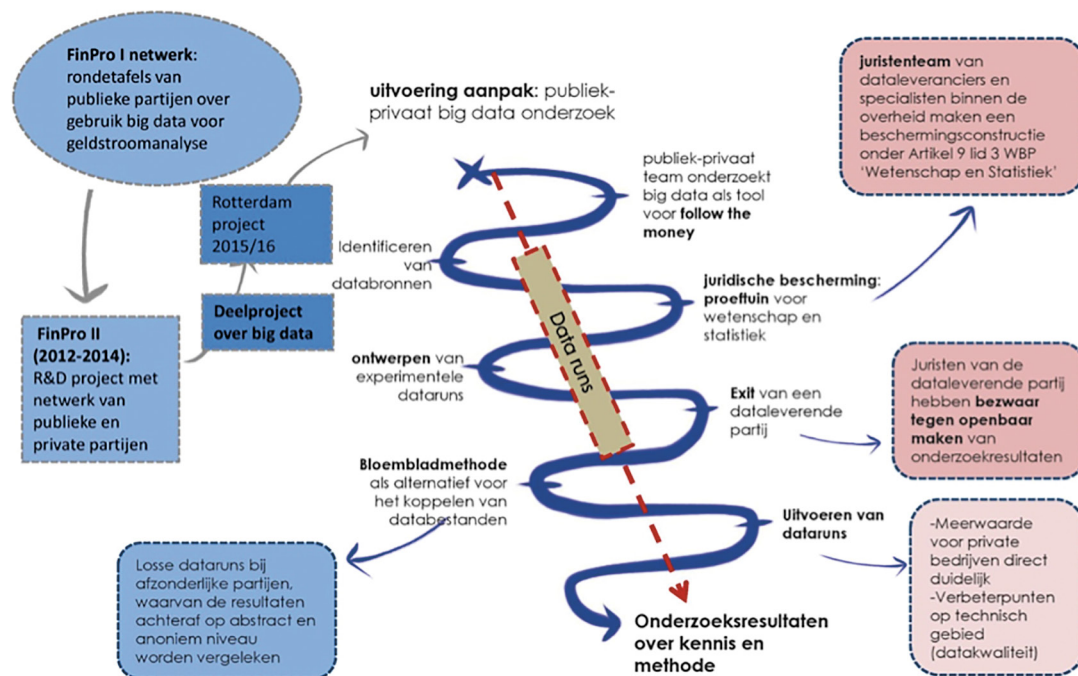 FinPro I netwerk:
rondetafels van
publieke partijen over
gebruik big data voor
geldstroomanalyse
FinPro II
(2012-2014):
R&D project met
netwerk van
publieke en
private partijen
Deelproject
over big data
Rotterdam
project
2015/16
uitvoering aanpak: publiek-
privaat big data onderzoek
publiek-privaat
team onderzoekt
big data als tool
voor follow the
money
Identificeren
van
databronnen
juridische bescherming:
proeftuin voor
wetenschap en
statistiek
juristenteam van
dataleveranciers en
specialisten binnen de
overheid maken een
beschermingsconstructie
onder Artikel 9 lid 3 WBP
‘Wetenschap en Statistiek’
Data runs
ontwerpen van
experimentele
dataruns
Exit van een
dataleverende
partij
Juristen van de
dataleverende partij
hebben bezwaar
tegen openbaar
maken van
onderzoekresultaten
Bloembladmethode
als alternatief voor
het koppelen van
databestanden
Losse dataruns bij
afzonderlijke partijen,
waarvan de resultaten
achteraf op abstract en
anoniem niveau
worden vergeleken
Uitvoeren van
dataruns
-Meerwaarde
voor private
bedrijven direct
duidelijk
-Verbeterpunten
op technisch
gebied
(datakwaliteit)
Onderzoeksresultaten
over kennis en
methode